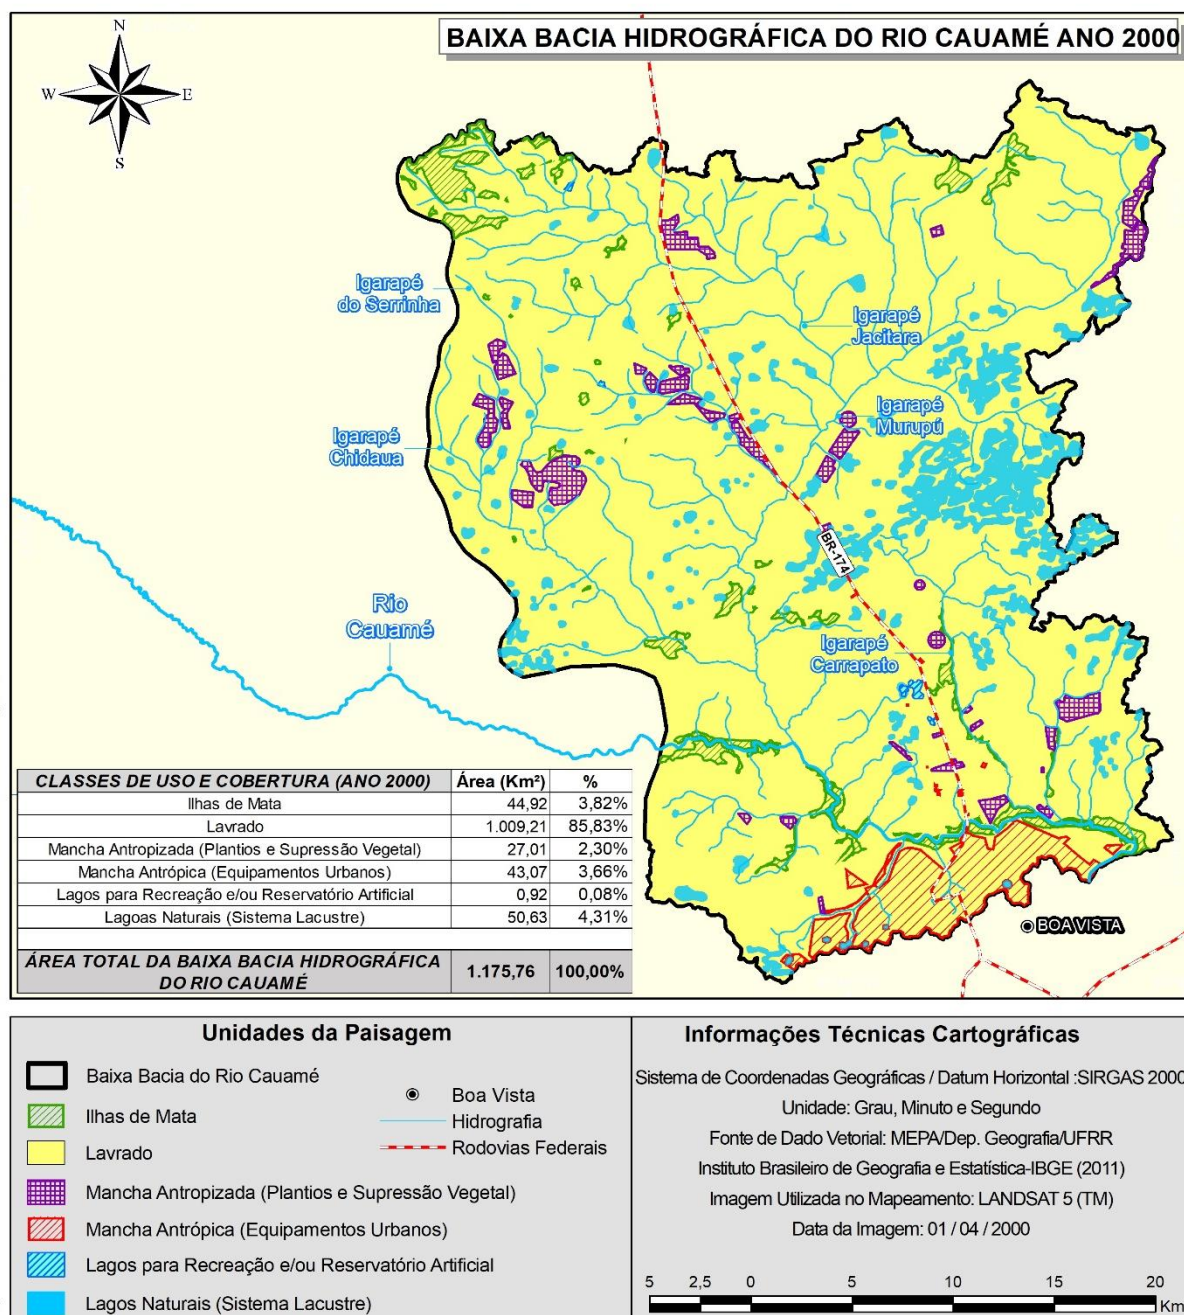 BAIXA BACIA HIDROGRÁFICA DO RIO CAUAMÉ ANO 2000
N
W
E
S
Igarapé
do Serrinha
Igarapé
Jacitara
Igarapé
Murupú
Igarapé
Chidaua
BR-174
Rio
Cauamé
Igarapé
Carrapato
BOA VISTA
CLASSES DE USO E COBERTURA (ANO 2000) Área (Km²) %
Ilhas de Mata 44,92 3,82%
Lavrado 1.009,21 85,83%
Mancha Antropizada (Plantios e Supressão Vegetal) 27,01 2,30%
Mancha Antrópica (Equipamentos Urbanos) 43,07 3,66%
Lagos para Recreação e/ou Reservatório Artificial 0,92 0,08%
Lagoas Naturais (Sistema Lacustre) 50,63 4,31%
ÁREA TOTAL DA BAIXA BACIA HIDROGRÁFICA
DO RIO CAUAMÉ 1.175,76 100,00%
Unidades da Paisagem
Baixa Bacia do Rio Cauamé
Ilhas de Mata
Lavrado
Mancha Antropizada (Plantios e Supressão Vegetal)
Mancha Antrópica (Equipamentos Urbanos)
Lagos para Recreação e/ou Reservatório Artificial
Lagos Naturais (Sistema Lacustre)
Boa Vista
Hidrografia
Rodovias Federais
Informações Técnicas Cartográficas
Sistema de Coordenadas Geográficas / Datum Horizontal :SIRGAS 2000
Unidade: Grau, Minuto e Segundo
Fonte de Dado Vetorial: MEPA/Dep. Geografia/UFRR
Instituto Brasileiro de Geografia e Estatística-IBGE (2011)
Imagem Utilizada no Mapeamento: LANDSAT 5 (TM)
Data da Imagem: 01 / 04 / 2000
5 2,5 0 5 10 15 20
Km